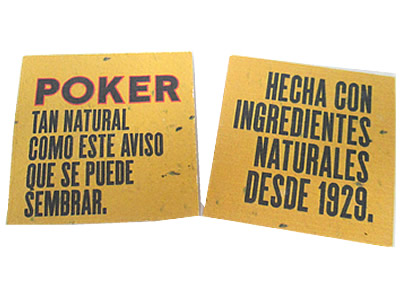 POKER
TAN NATURAL
COMO ESTE AVISO
QUE SE PUEDE
SEMBRAR.
HECHA CON
INGREDIENTES
NATURALES
DESDE 1929.